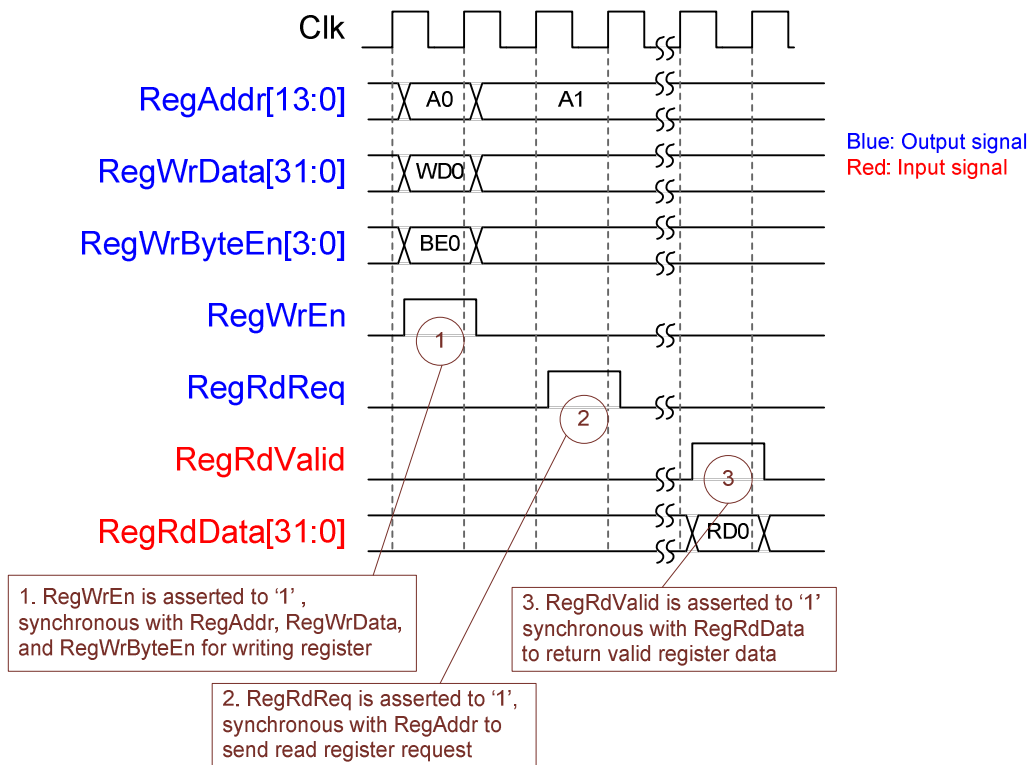 Clk
RegAddr[13:0]
A0
A1
Blue: Output signal
Red: Input signal
RegWrData[31:0]
WD0
RegWrByteEn[3:0]
BE0
RegWrEn
1
RegRdReq
2
RegRdValid
3
RegRdData[31:0]
RD0
1. RegWrEn is asserted to ‘1’ ,
synchronous with RegAddr, RegWrData,
and RegWrByteEn for writing register
3. RegRdValid is asserted to ‘1’
synchronous with RegRdData
to return valid register data
2. RegRdReq is asserted to ‘1’,
synchronous with RegAddr to
send read register request